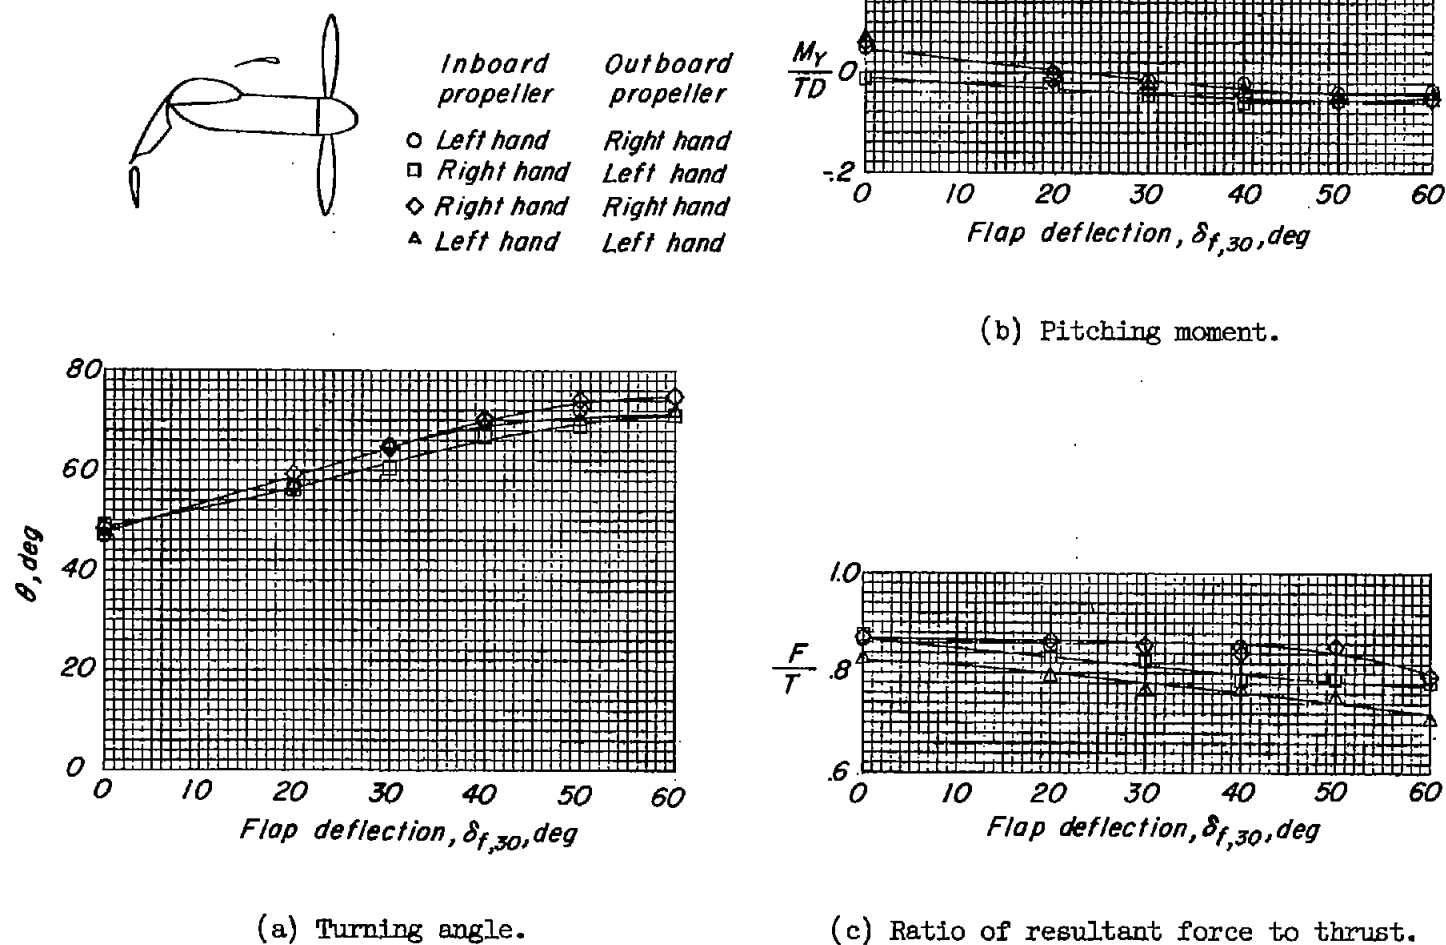 Inboard Outboard
propeller propeller
Left hand Right hand
Right hand Left hand
Right hand Right hand
Left hand Left hand
M_Y/TD
0
-.2
0 10 20 30 40 50 60
Flap deflection, δf,30, deg
(b) Pitching moment.
80
60
40
20
0
θ, deg
0 10 20 30 40 50 60
Flap deflection, δf,30, deg
(a) Turning angle.
1.0
F/T
.8
.6
0 10 20 30 40 50 60
Flap deflection, δf,30, deg
(c) Ratio of resultant force to thrust.